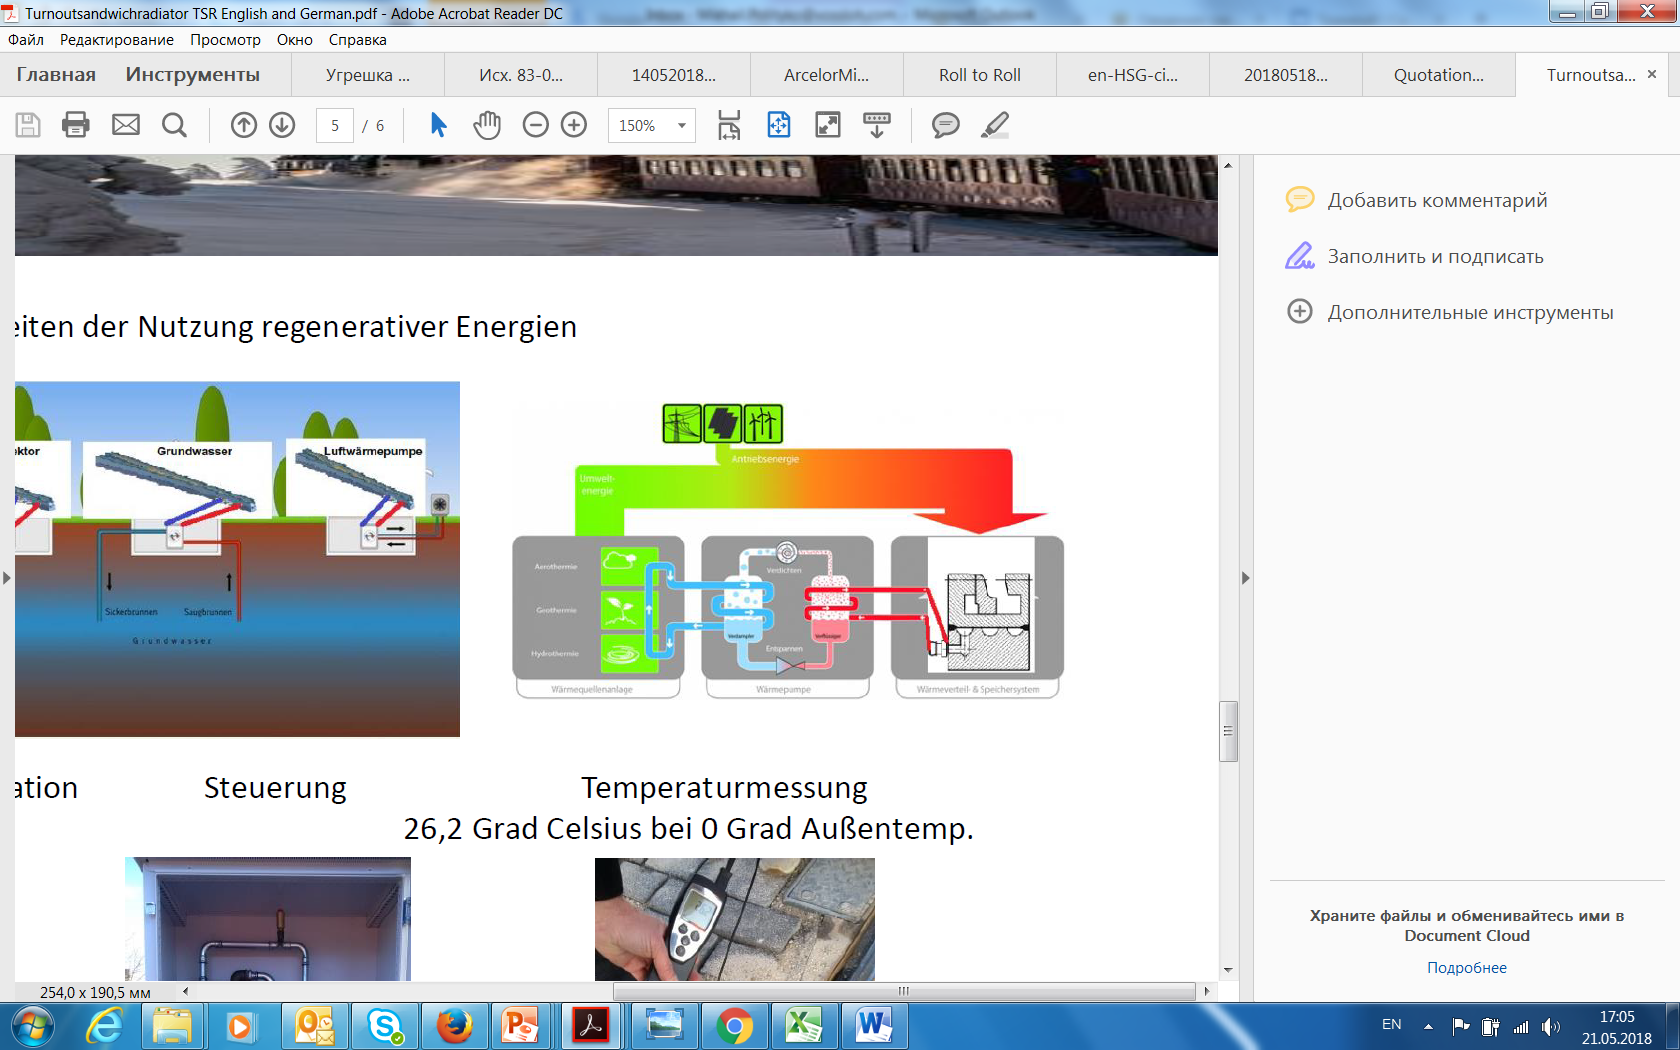 Turnoutsandwichradiator TSR English and German.pdf - Adobe Acrobat Reader DC
Файл Редактирование Просмотр Окно Справка
Главная Инструменты Угрешка ... Исх. 83-0... 14052018... ArcelorMi... Roll to Roll en-HSG-ci... 20180518... Quotation... Turnoutsa... ×
5 / 6 150%
Добавить комментарий
Заполнить и подписать
Дополнительные инструменты
eiten der Nutzung regenerativer Energien
ektor Grundwasser Luftwärmepumpe
Sickerbrunnen Saugbrunnen
Grundwasser
Antriebsenergie
Umwelt-
energie
Aerothermie
Geothermie
Hydrothermie
Verdichten
Verdampfer
Verflüssiger
Entspannen
Wärmequellenanlage Wärmepumpe Wärmeverteil- & Speichersystem
ation Steuerung Temperaturmessung
26,2 Grad Celsius bei 0 Grad Außentemp.
Храните файлы и обменивайтесь ими в
Document Cloud
Подробнее
254,0 x 190,5 мм
EN
17:05
21.05.2018